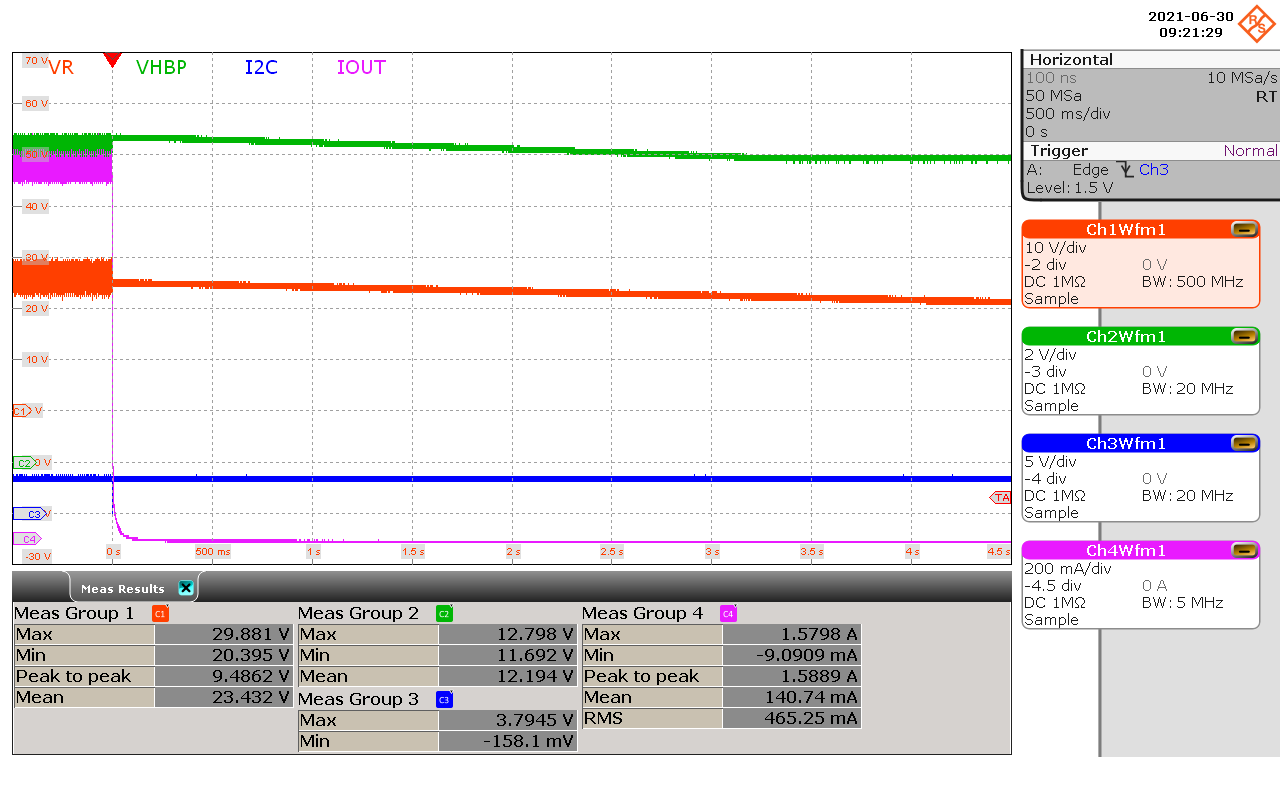 2021-06-30
09:21:29
R&S
VR VHBP I2C IOUT
70 V
60 V
50 V
40 V
30 V
20 V
10 V
C1 V
C2 0 V
C3 V
C4
-30 V
TA
0 s 500 ms 1 s 1.5 s 2 s 2.5 s 3 s 3.5 s 4 s 4.5 s
Horizontal
100 ns 10 MSa/s
50 MSa RT
500 ms/div
0 s
Trigger Normal
A: Edge Ch3
Level: 1.5 V
Ch1Wfm1
10 V/div
-2 div 0 V
DC 1MΩ BW: 500 MHz
Sample
Ch2Wfm1
2 V/div
-3 div 0 V
DC 1MΩ BW: 20 MHz
Sample
Ch3Wfm1
5 V/div
-4 div 0 V
DC 1MΩ BW: 20 MHz
Sample
Ch4Wfm1
200 mA/div
-4.5 div 0 A
DC 1MΩ BW: 5 MHz
Sample
Meas Results
Meas Group 1 C1
Max 29.881 V
Min 20.395 V
Peak to peak 9.4862 V
Mean 23.432 V
Meas Group 2 C2
Max 12.798 V
Min 11.692 V
Mean 12.194 V
Meas Group 3 C3
Max 3.7945 V
Min -158.1 mV
Meas Group 4 C4
Max 1.5798 A
Min -9.0909 mA
Peak to peak 1.5889 A
Mean 140.74 mA
RMS 465.25 mA